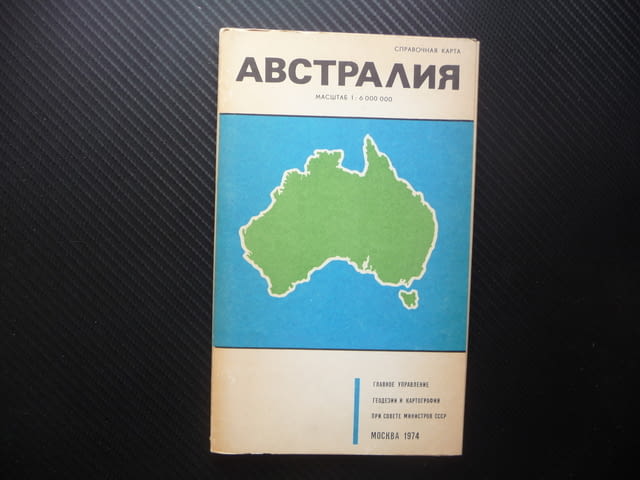 СПРАВОЧНАЯ КАРТА
АВСТРАЛИЯ
МАСШТАБ 1 : 6 000 000
ГЛАВНОЕ УПРАВЛЕНИЕ
ГЕОДЕЗИИ И КАРТОГРАФИИ
ПРИ СОВЕТЕ МИНИСТРОВ СССР
МОСКВА 1974